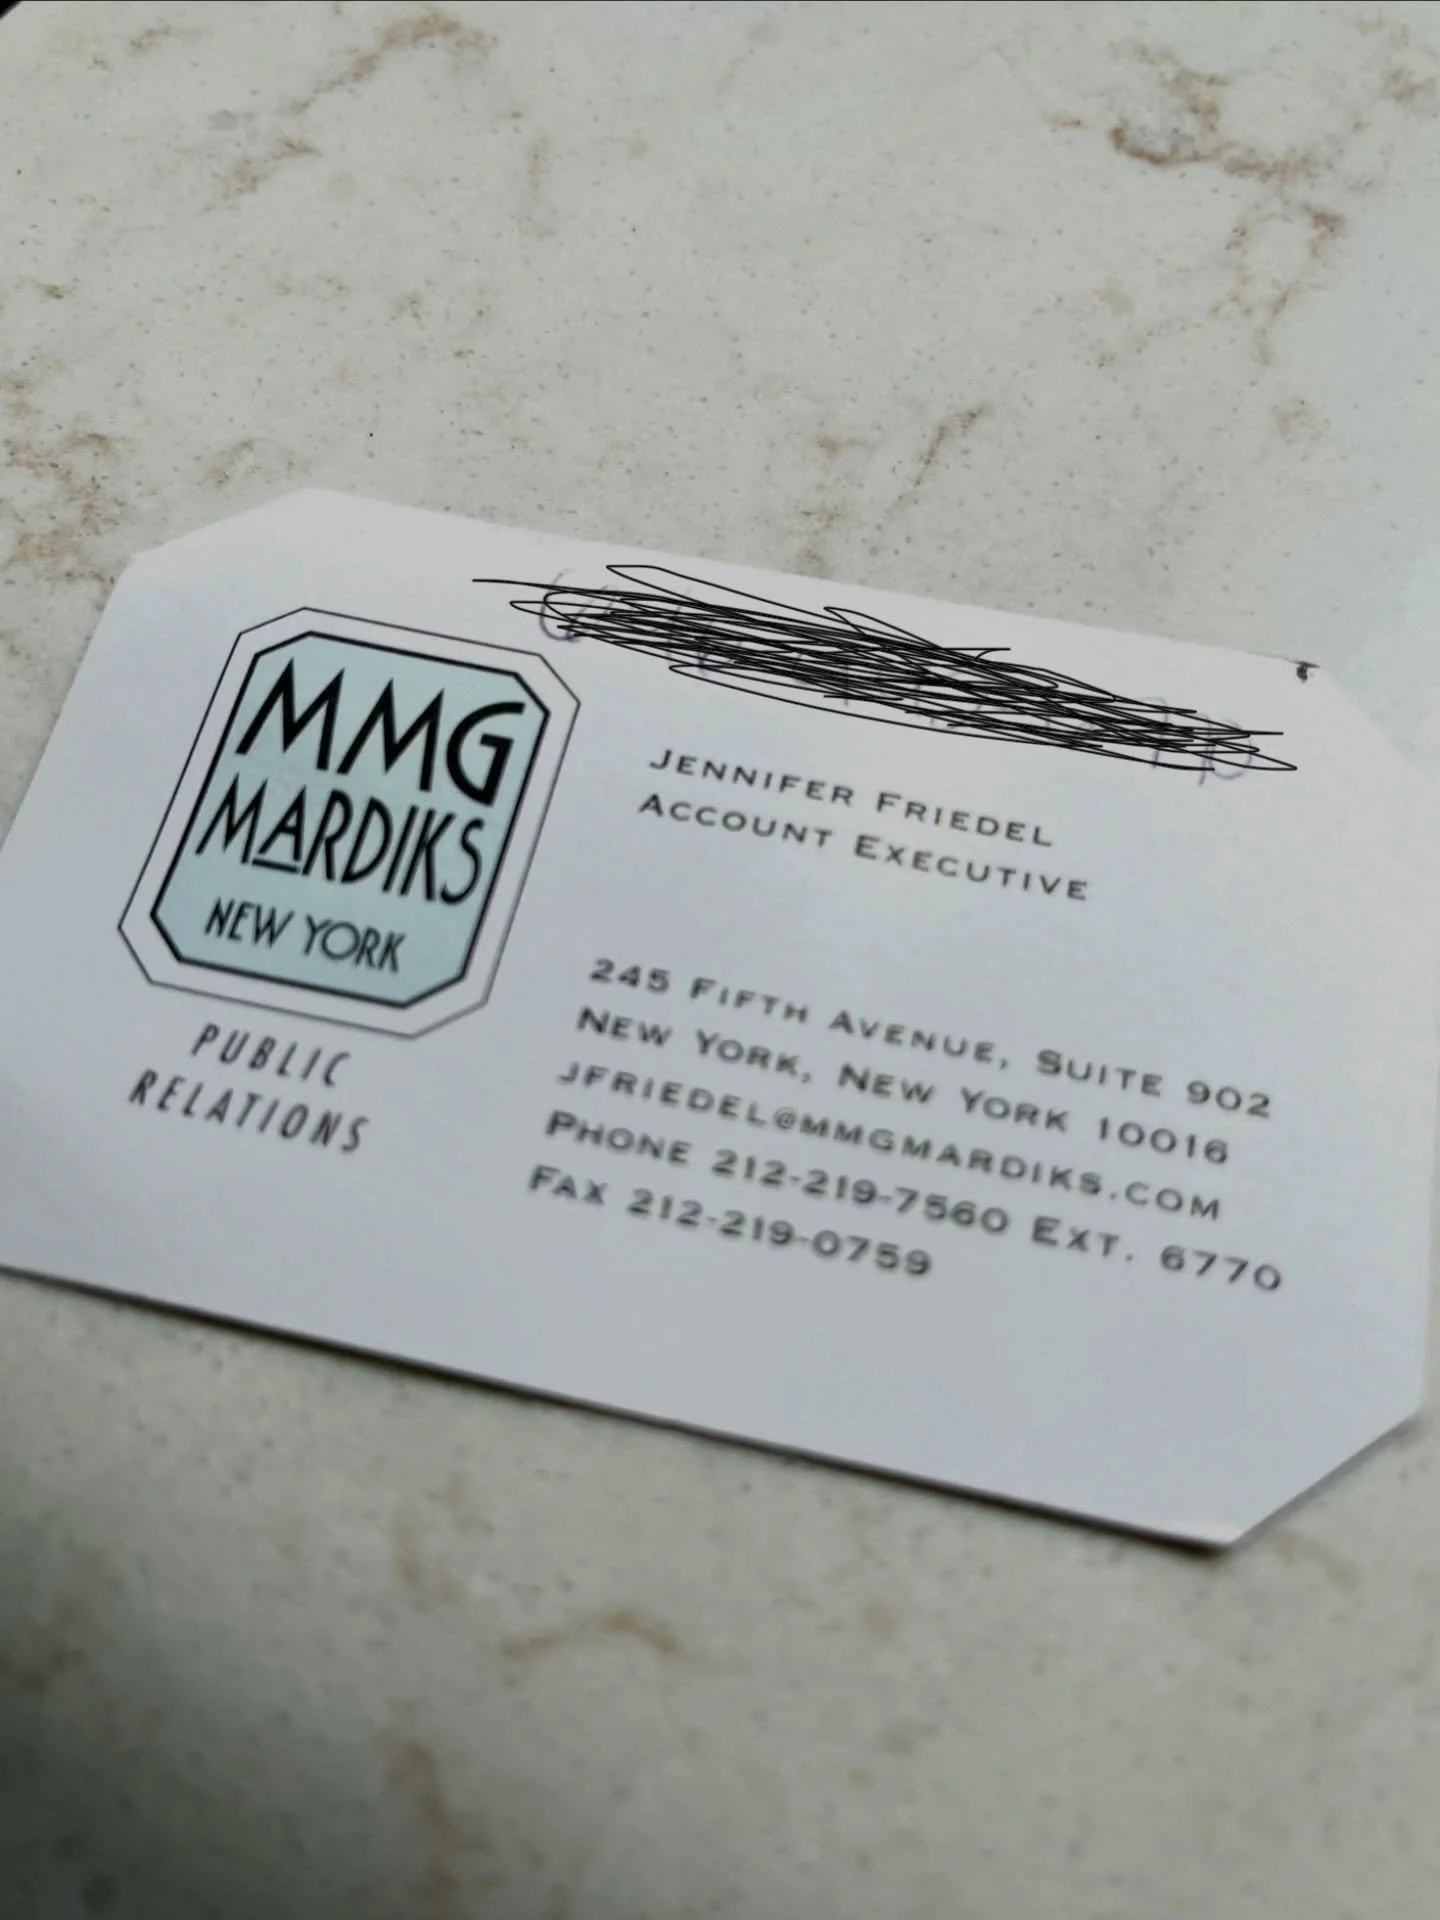 MMG
MARDIKS
NEW YORK
PUBLIC
RELATIONS
JENNIFER FRIEDEL
ACCOUNT EXECUTIVE
245 FIFTH AVENUE, SUITE 902
NEW YORK, NEW YORK 10016
JFRIEDEL@MMGMARDIKS.COM
PHONE 212-219-7560 EXT. 6770
FAX 212-219-0759